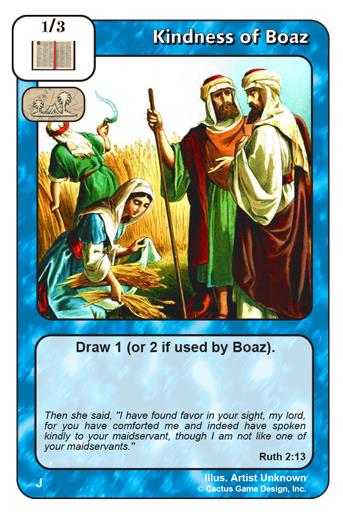 1/3
Kindness of Boaz
Draw 1 (or 2 if used by Boaz).
Then she said, "I have found favor in your sight, my lord,
for you have comforted me and indeed have spoken
kindly to your maidservant, though I am not like one of
your maidservants."
Ruth 2:13
Illus. Artist Unknown
J
© Cactus Game Design, Inc.